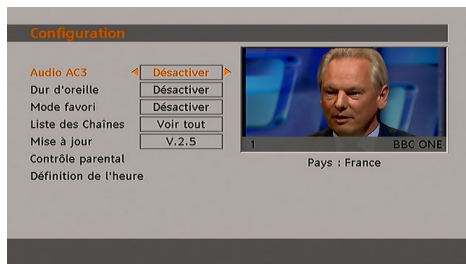 Configuration
Audio AC3 Désactiver
Dur d'oreille Désactiver
Mode favori Désactiver
Liste des Chaînes Voir tout
Mise à jour V.2.5
Contrôle parental
Définition de l'heure
1 BBC ONE
Pays : France